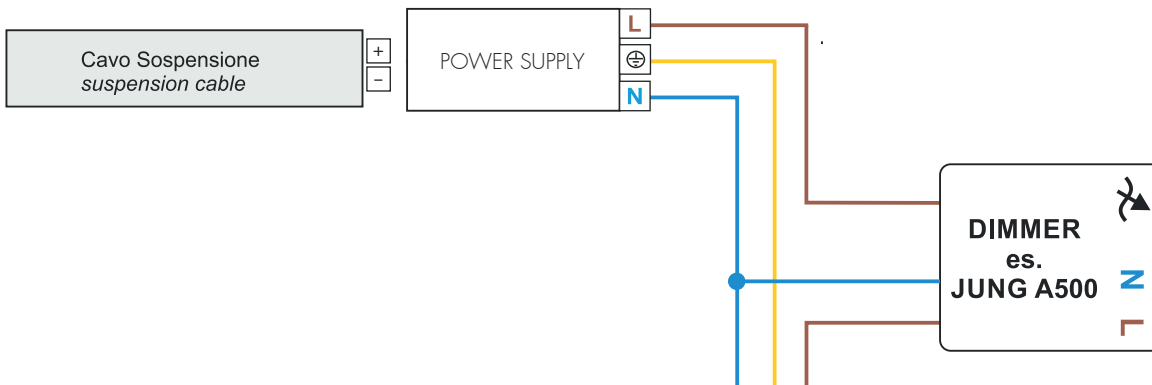 Cavo Sospensione
suspension cable
+
−
POWER SUPPLY
L
N
DIMMER
es.
JUNG A500
N
L